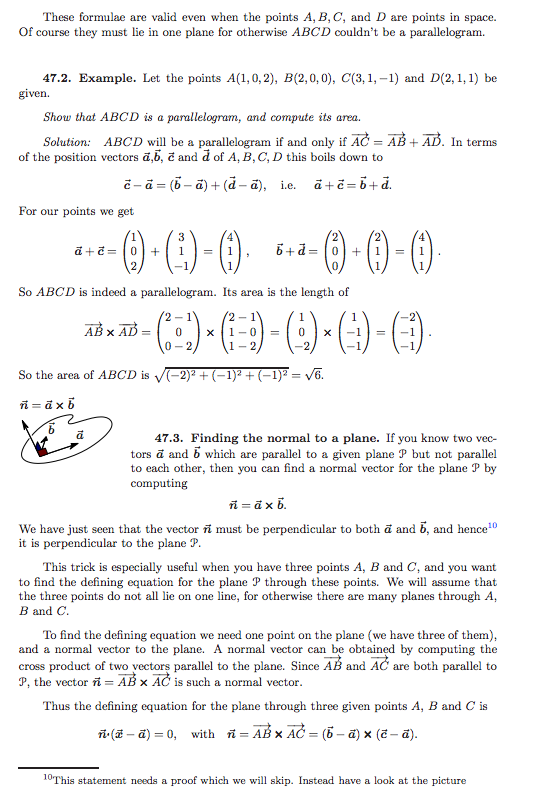 These formulae are valid even when the points A, B, C, and D are points in space.
Of course they must lie in one plane for otherwise ABCD couldn't be a parallelogram.
47.2. Example. Let the points A(1, 0, 2), B(2, 0, 0), C(3, 1, −1) and D(2, 1, 1) be
given.
Show that ABCD is a parallelogram, and compute its area.
Solution: ABCD will be a parallelogram if and only if \(\overrightarrow{AC} = \overrightarrow{AB} + \overrightarrow{AD}\). In terms
of the position vectors \(\vec{a}, \vec{b}, \vec{c}\) and \(\vec{d}\) of A, B, C, D this boils down to
\(\vec{c} - \vec{a} = (\vec{b} - \vec{a}) + (\vec{d} - \vec{a})\), i.e. \(\vec{a} + \vec{c} = \vec{b} + \vec{d}\).
For our points we get
\(\vec{a} + \vec{c} = \begin{pmatrix}1\\0\\2\end{pmatrix} + \begin{pmatrix}3\\1\\-1\end{pmatrix} = \begin{pmatrix}4\\1\\1\end{pmatrix}, \quad \vec{b} + \vec{d} = \begin{pmatrix}2\\0\\0\end{pmatrix} + \begin{pmatrix}2\\1\\1\end{pmatrix} = \begin{pmatrix}4\\1\\1\end{pmatrix}.\)
So ABCD is indeed a parallelogram. Its area is the length of
\(\overrightarrow{AB} \times \overrightarrow{AD} = \begin{pmatrix}2-1\\0\\0-2\end{pmatrix} \times \begin{pmatrix}2-1\\1-0\\1-2\end{pmatrix} = \begin{pmatrix}1\\0\\-2\end{pmatrix} \times \begin{pmatrix}1\\-1\\-1\end{pmatrix} = \begin{pmatrix}-2\\-1\\-1\end{pmatrix}.\)
So the area of ABCD is \(\sqrt{(-2)^2 + (-1)^2 + (-1)^2} = \sqrt{6}\).
\(\vec{n} = \vec{a} \times \vec{b}\)
\(\vec{b}\)
\(\vec{a}\)
47.3. Finding the normal to a plane. If you know two vec-
tors \(\vec{a}\) and \(\vec{b}\) which are parallel to a given plane 𝒫 but not parallel
to each other, then you can find a normal vector for the plane 𝒫 by
computing
\(\vec{n} = \vec{a} \times \vec{b}.\)
We have just seen that the vector \(\vec{n}\) must be perpendicular to both \(\vec{a}\) and \(\vec{b}\), and hence¹⁰
it is perpendicular to the plane 𝒫.
This trick is especially useful when you have three points A, B and C, and you want
to find the defining equation for the plane 𝒫 through these points. We will assume that
the three points do not all lie on one line, for otherwise there are many planes through A,
B and C.
To find the defining equation we need one point on the plane (we have three of them),
and a normal vector to the plane. A normal vector can be obtained by computing the
cross product of two vectors parallel to the plane. Since \(\overrightarrow{AB}\) and \(\overrightarrow{AC}\) are both parallel to
𝒫, the vector \(\vec{n} = \overrightarrow{AB} \times \overrightarrow{AC}\) is such a normal vector.
Thus the defining equation for the plane through three given points A, B and C is
\(\vec{n} \cdot (\vec{x} - \vec{a}) = 0\), with \(\vec{n} = \overrightarrow{AB} \times \overrightarrow{AC} = (\vec{b} - \vec{a}) \times (\vec{c} - \vec{a}).\)
¹⁰This statement needs a proof which we will skip. Instead have a look at the picture